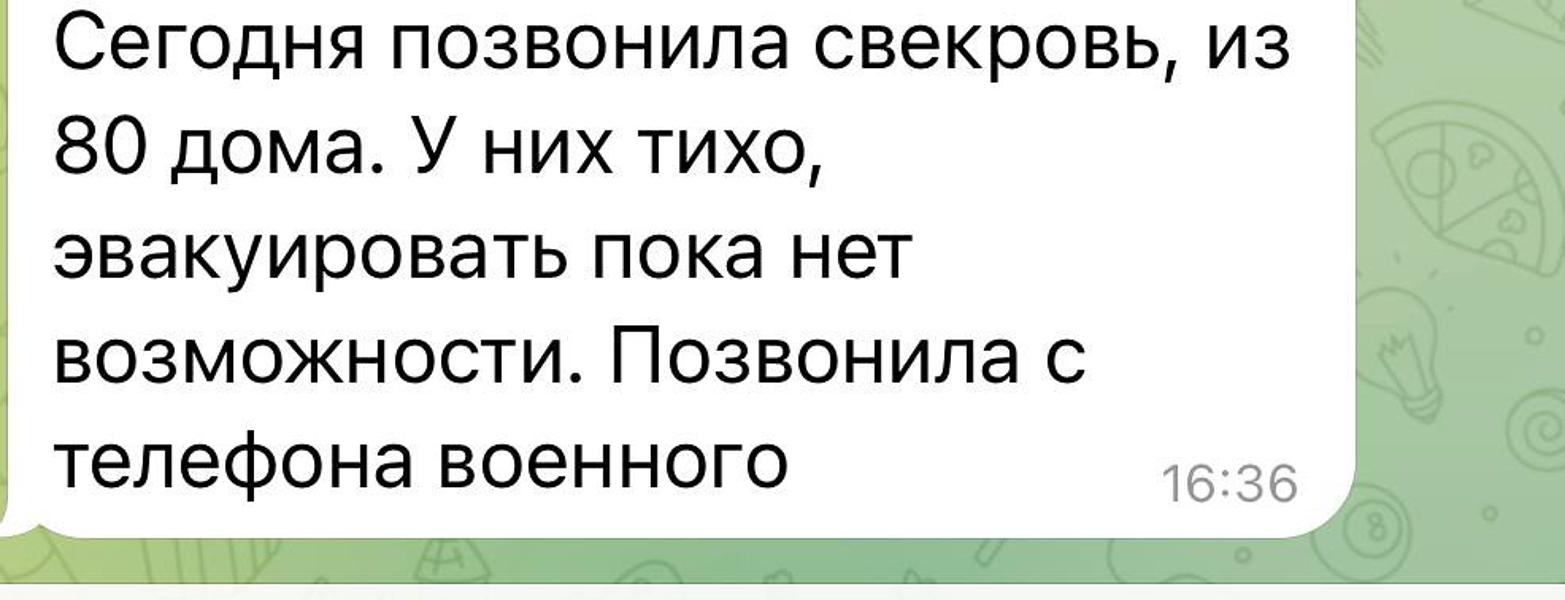 Сегодня позвонила свекровь, из
80 дома. У них тихо,
эвакуировать пока нет
возможности. Позвонила с
телефона военного
16:36